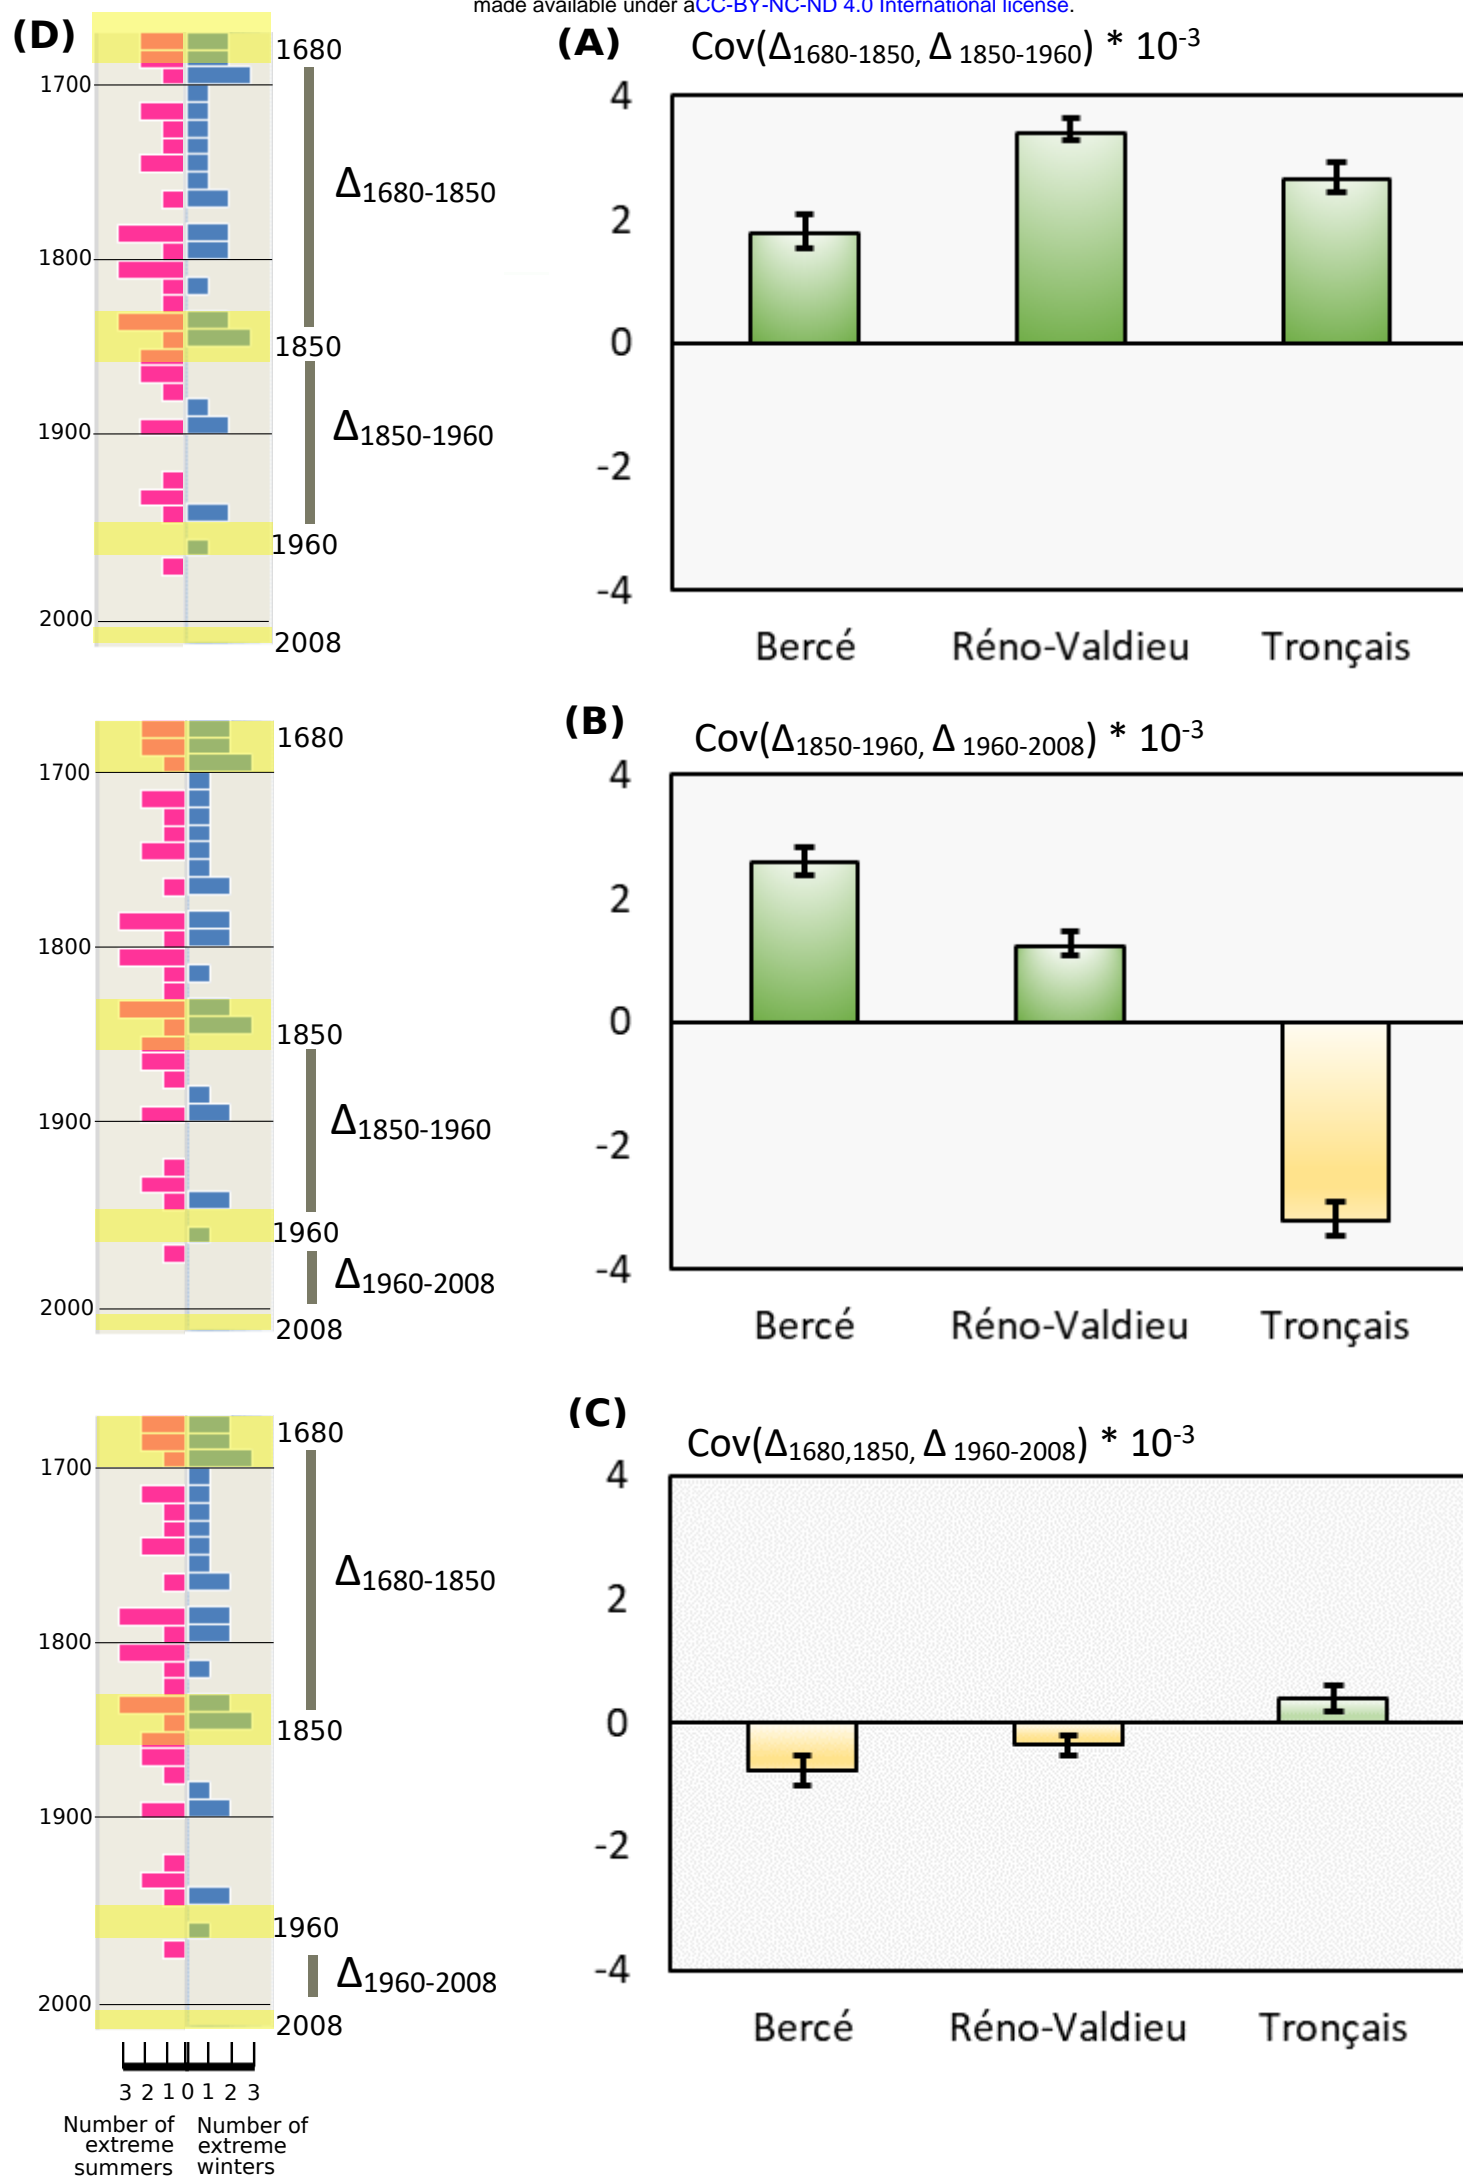 made available under aCC-BY-NC-ND 4.0 International license.
(D)
1680
1700
Δ1680-1850
1800
1850
1900
Δ1850-1960
1960
2000
2008
(A) Cov(Δ1680-1850, Δ 1850-1960) * 10-3
4
2
0
-2
-4
Bercé Réno-Valdieu Tronçais
1680
1700
1800
1850
1900
Δ1850-1960
1960
Δ1960-2008
2000
2008
(B) Cov(Δ1850-1960, Δ 1960-2008) * 10-3
4
2
0
-2
-4
Bercé Réno-Valdieu Tronçais
1680
1700
Δ1680-1850
1800
1850
1900
1960
Δ1960-2008
2000
2008
3 2 1 0 1 2 3
Number of
extreme
summers
Number of
extreme
winters
(C)
Cov(Δ1680,1850, Δ 1960-2008) * 10-3
4
2
0
-2
-4
Bercé Réno-Valdieu Tronçais